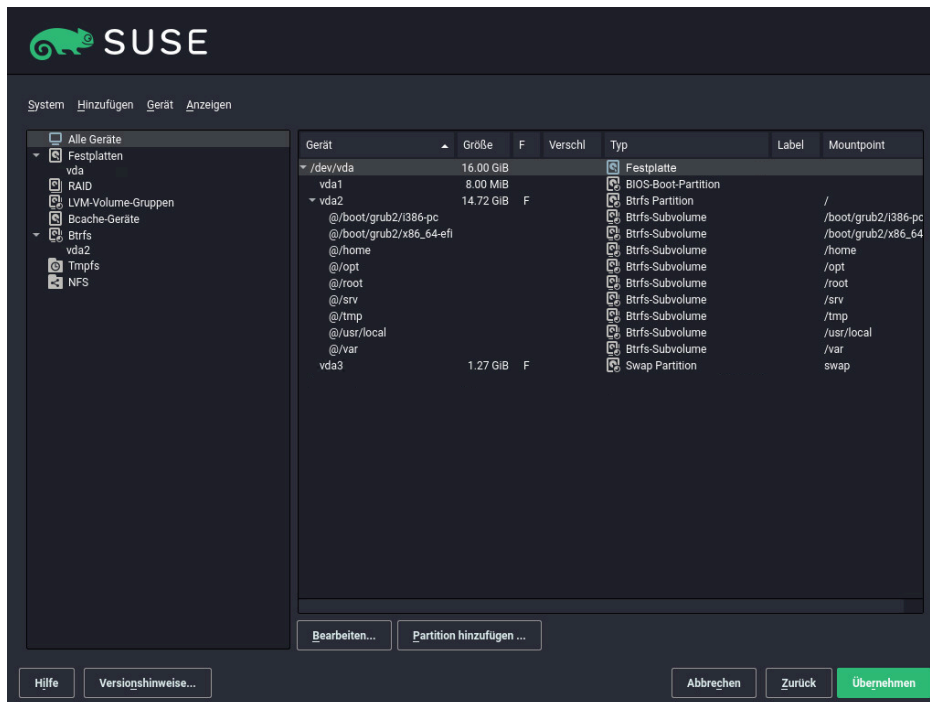 SUSE
System Hinzufügen Gerät Anzeigen
Alle Geräte
Festplatten
vda
RAID
LVM-Volume-Gruppen
Bcache-Geräte
Btrfs
vda2
Tmpfs
NFS
Gerät Größe F Verschl Typ Label Mountpoint
/dev/vda 16.00 GiB Festplatte
vda1 8.00 MiB BIOS-Boot-Partition
vda2 14.72 GiB F Btrfs Partition /
@/boot/grub2/i386-pc Btrfs-Subvolume /boot/grub2/i386-pc
@/boot/grub2/x86_64-efi Btrfs-Subvolume /boot/grub2/x86_64
@/home Btrfs-Subvolume /home
@/opt Btrfs-Subvolume /opt
@/root Btrfs-Subvolume /root
@/srv Btrfs-Subvolume /srv
@/tmp Btrfs-Subvolume /tmp
@/usr/local Btrfs-Subvolume /usr/local
@/var Btrfs-Subvolume /var
vda3 1.27 GiB F Swap Partition swap
Bearbeiten... Partition hinzufügen ...
Hilfe Versionshinweise... Abbrechen Zurück Übernehmen